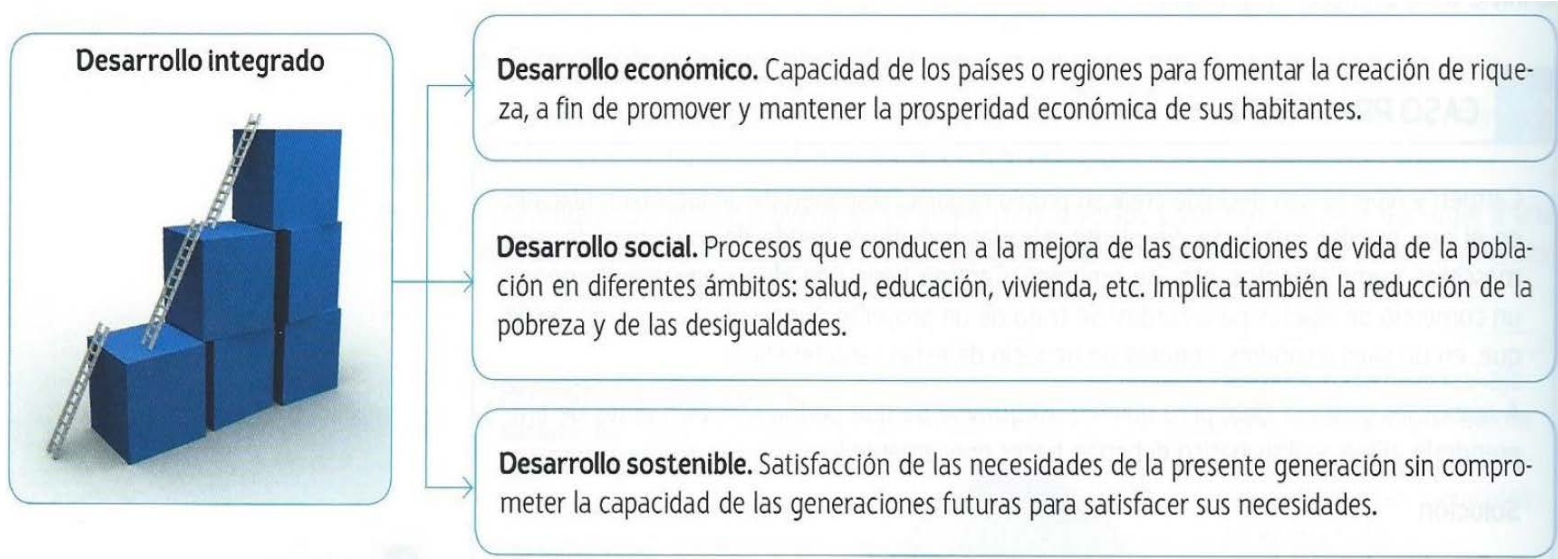 Desarrollo integrado
Desarrollo económico. Capacidad de los países o regiones para fomentar la creación de rique-
za, a fin de promover y mantener la prosperidad económica de sus habitantes.
Desarrollo social. Procesos que conducen a la mejora de las condiciones de vida de la pobla-
ción en diferentes ámbitos: salud, educación, vivienda, etc. Implica también la reducción de la
pobreza y de las desigualdades.
Desarrollo sostenible. Satisfacción de las necesidades de la presente generación sin compro-
meter la capacidad de las generaciones futuras para satisfacer sus necesidades.